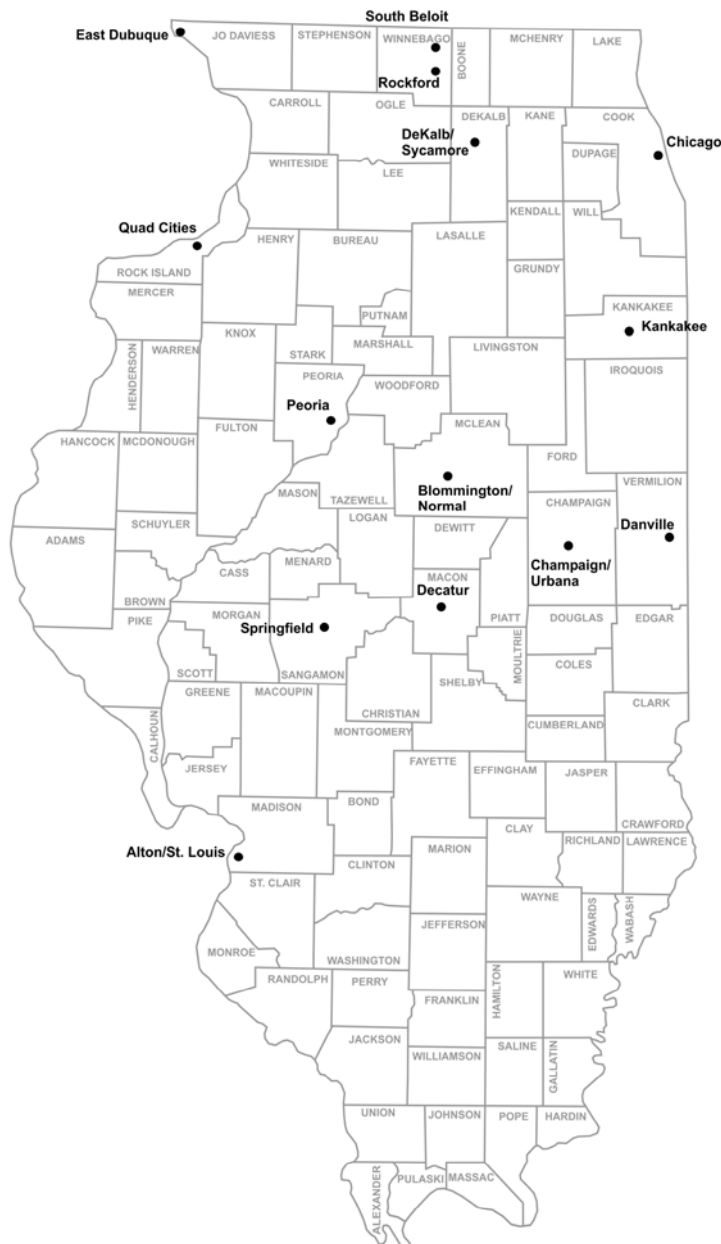 South Beloit
East Dubuque
JO DAVIESS
STEPHENSON
WINNEBAGO
BOONE
MCHENRY
LAKE
Rockford
CARROLL
OGLE
DEKALB
KANE
COOK
DeKalb/
Sycamore
Chicago
DUPAGE
WHITESIDE
LEE
KENDALL
WILL
Quad Cities
HENRY
BUREAU
LASALLE
ROCK ISLAND
GRUNDY
MERCER
PUTNAM
KANKAKEE
Kankakee
KNOX
MARSHALL
LIVINGSTON
HENDERSON
WARREN
STARK
PEORIA
WOODFORD
IROQUOIS
Peoria
MCLEAN
HANCOCK
MCDONOUGH
FULTON
FORD
VERMILION
Blommington/
Normal
MASON
TAZEWELL
CHAMPAIGN
LOGAN
SCHUYLER
DEWITT
Danville
ADAMS
MENARD
Champaign/
Urbana
CASS
MACON
Decatur
BROWN
PIKE
MORGAN
PIATT
DOUGLAS
EDGAR
Springfield
MOULTRIE
SCOTT
SANGAMON
COLES
SHELBY
GREENE
MACOUPIN
CLARK
CHRISTIAN
CALHOUN
MONTGOMERY
CUMBERLAND
JERSEY
FAYETTE
EFFINGHAM
JASPER
MADISON
BOND
CRAWFORD
CLAY
RICHLAND
LAWRENCE
Alton/St. Louis
MARION
CLINTON
ST. CLAIR
WAYNE
EDWARDS
WABASH
JEFFERSON
MONROE
WASHINGTON
RANDOLPH
PERRY
HAMILTON
WHITE
FRANKLIN
JACKSON
SALINE
GALLATIN
WILLIAMSON
UNION
JOHNSON
POPE
HARDIN
ALEXANDER
PULASKI
MASSAC